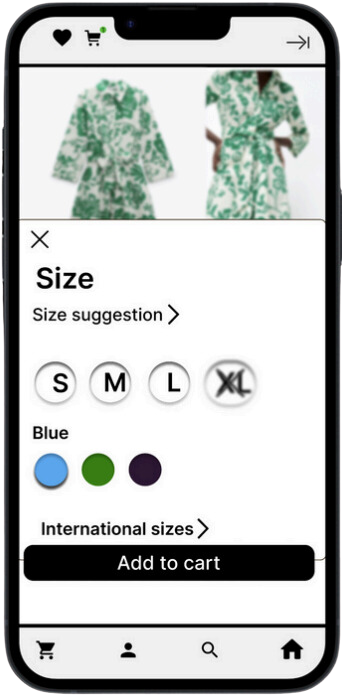 Size
Size suggestion
S M L XL
Blue
International sizes
Add to cart